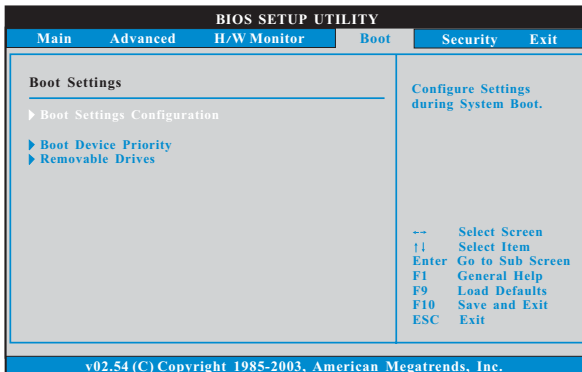 BIOS SETUP UTILITY
Main Advanced H/W Monitor Boot Security Exit
Boot Settings
Boot Settings Configuration
Boot Device Priority
Removable Drives
Configure Settings
during System Boot.
←→ Select Screen
↑↓ Select Item
Enter Go to Sub Screen
F1 General Help
F9 Load Defaults
F10 Save and Exit
ESC Exit
v02.54 (C) Copyright 1985-2003, American Megatrends, Inc.